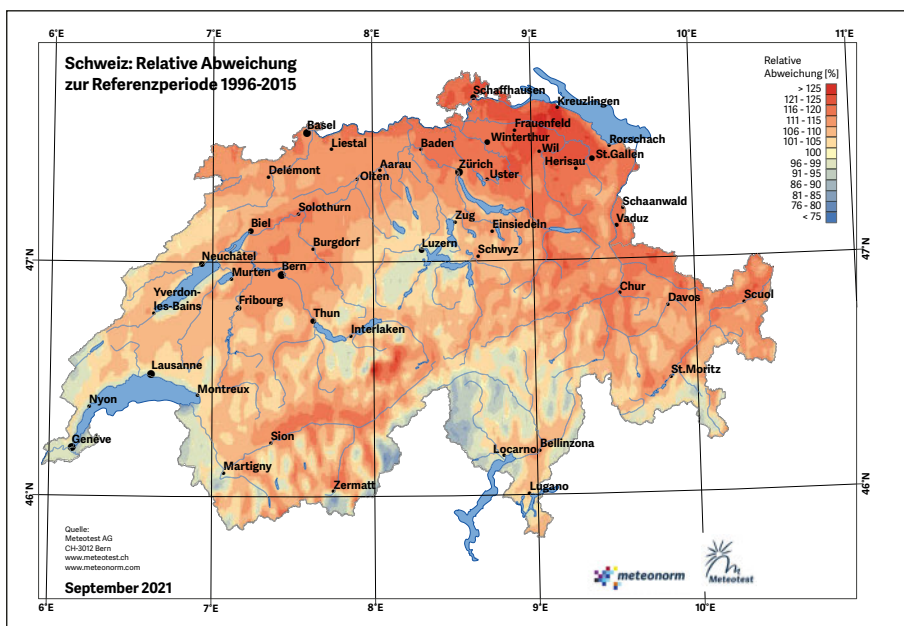 6°E 7°E 8°E 9°E 10°E 11°E
Schweiz: Relative Abweichung
zur Referenzperiode 1996-2015
Relative
Abweichung [%]
> 125
121 - 125
116 - 120
111 - 115
106 - 110
101 - 105
100
96 - 99
91 - 95
86 - 90
81 - 85
76 - 80
< 75
Schaffhausen
Kreuzlingen
Basel
Frauenfeld
Liestal
Baden
Winterthur
Rorschach
Wil
Aarau
Zürich
Herisau
St.Gallen
Delémont
Olten
Uster
Solothurn
Schaanwald
Zug
Vaduz
Biel
Einsiedeln
Burgdorf
Luzern
Schwyz
47°N
47°N
Neuchâtel
Bern
Murten
Chur
Davos
Scuol
Yverdon-
les-Bains
Fribourg
Thun
Interlaken
Lausanne
St.Moritz
Montreux
Nyon
Genêve
Sion
Locarno
Bellinzona
Martigny
Zermatt
Lugano
46°N
46°N
Quelle:
Meteotest AG
CH-3012 Bern
www.meteotest.ch
www.meteonorm.com
September 2021
meteonorm
Meteotest
6°E 7°E 8°E 9°E 10°E